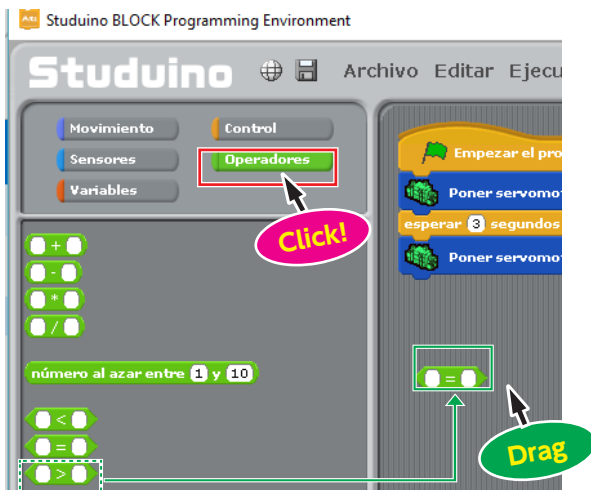 Studuino BLOCK Programming Environment
Studuino
Archivo Editar Ejecu
Movimiento
Control
Sensores
Operadores
Variables
Click!
+
-
*
/
número al azar entre 1 y 10
<
=
>
Empezar el pro
Poner servomo
esperar 3 segundos
Poner servomo
=
Drag